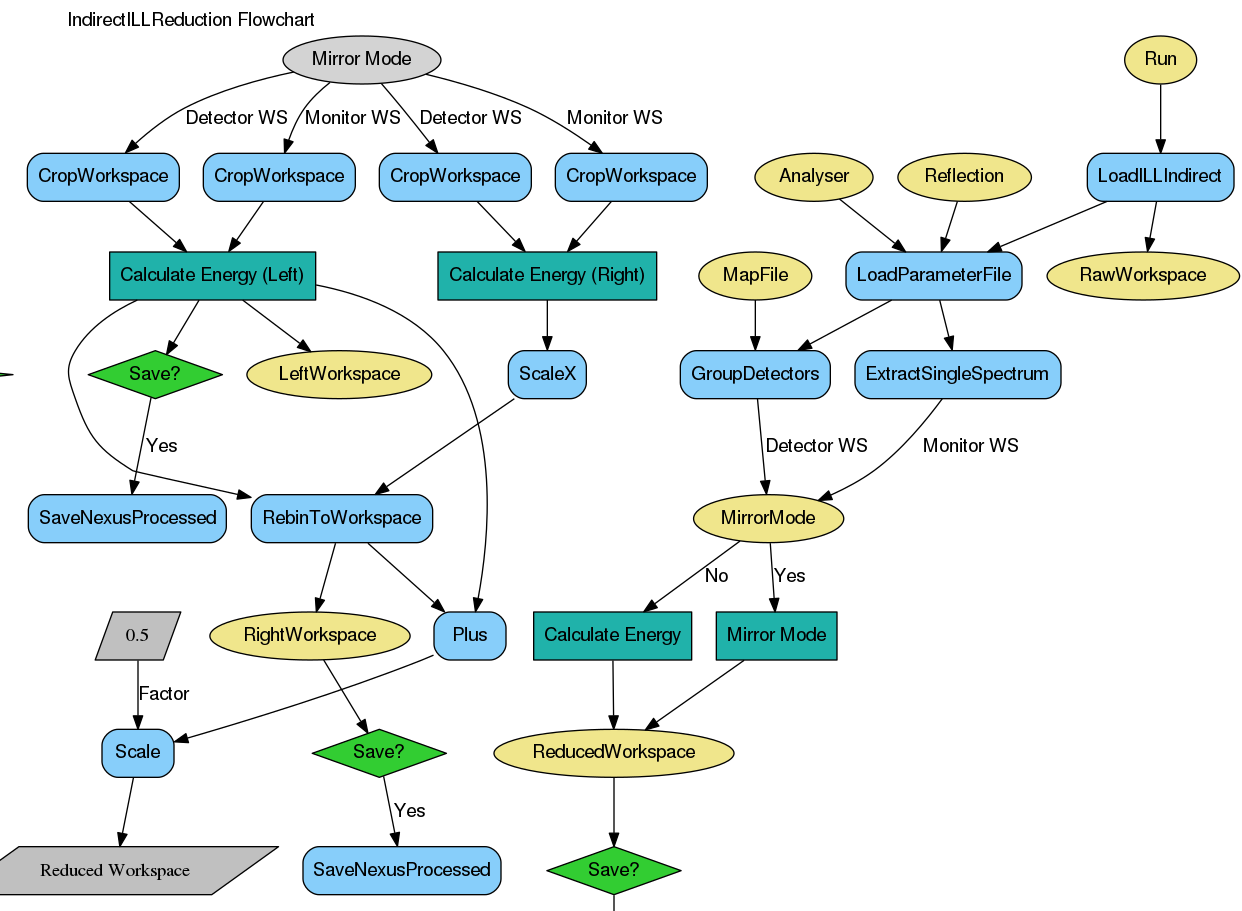 IndirectILLReduction Flowchart
Mirror Mode
Run
Detector WS
Monitor WS
Detector WS
Monitor WS
CropWorkspace
CropWorkspace
CropWorkspace
CropWorkspace
Analyser
Reflection
LoadILLIndirect
Calculate Energy (Left)
Calculate Energy (Right)
MapFile
LoadParameterFile
RawWorkspace
Save?
LeftWorkspace
ScaleX
GroupDetectors
ExtractSingleSpectrum
Yes
Detector WS
Monitor WS
SaveNexusProcessed
RebinToWorkspace
MirrorMode
No
Yes
0.5
RightWorkspace
Plus
Calculate Energy
Mirror Mode
Factor
Scale
Save?
ReducedWorkspace
Yes
Reduced Workspace
SaveNexusProcessed
Save?